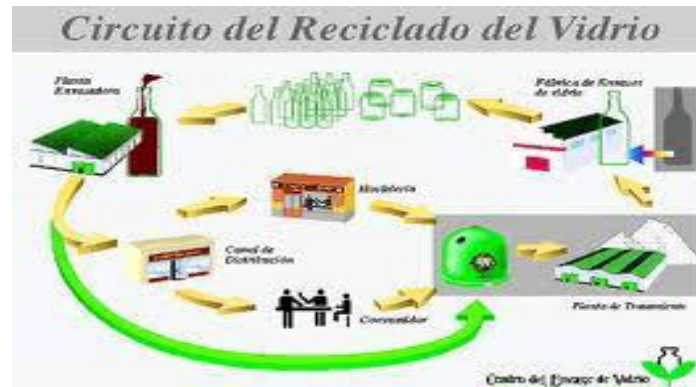 Circuito del Reciclado del Vidrio
Planta
Envasadora
Fábrica de Envases
de vidrio
Hostelería
Canal de
Distribución
Consumidor
Planta de Tratamiento
Centro del Envase de Vidrio